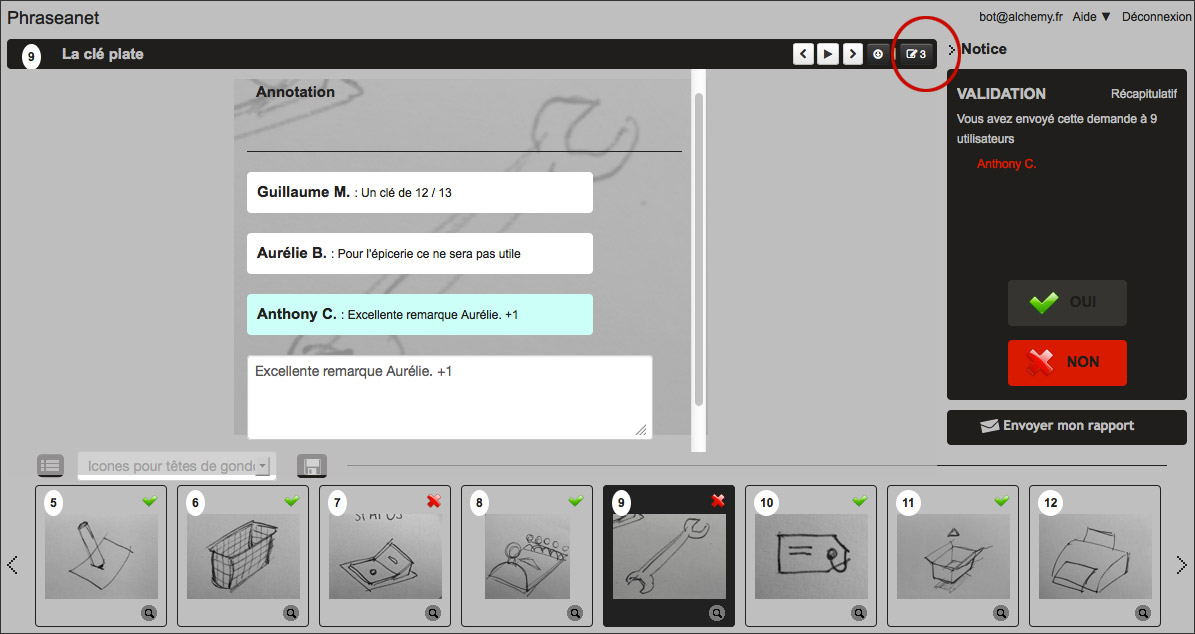 Phraseanet
bot@alchemy.fr Aide ▼ Déconnexion
9 La clé plate
3
Notice
Annotation
Guillaume M. : Un clé de 12 / 13
Aurélie B. : Pour l'épicerie ce ne sera pas utile
Anthony C. : Excellente remarque Aurélie. +1
Excellente remarque Aurélie. +1
VALIDATION Récapitulatif
Vous avez envoyé cette demande à 9
utilisateurs
Anthony C.
OUI
NON
Envoyer mon rapport
Icones pour têtes de gond
5 6 7 8 9 10 11 12